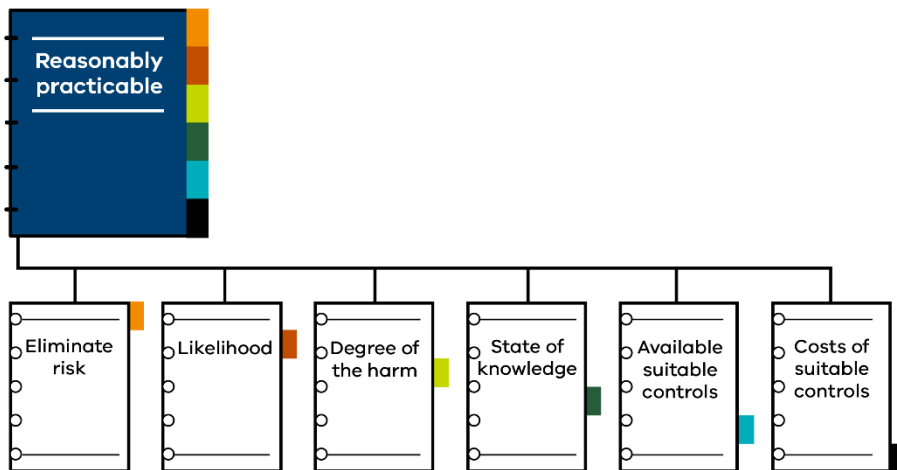 Reasonably
practicable
Eliminate
risk
Likelihood
Degree of
the harm
State of
knowledge
Available
suitable
controls
Costs of
suitable
controls